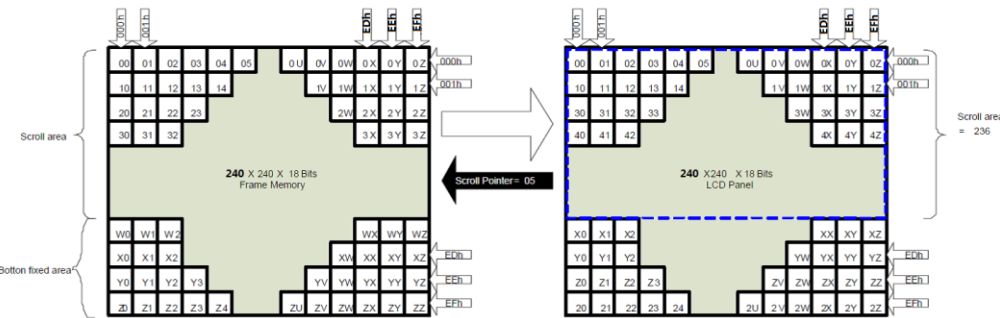 000h 001h EDh EEh EFh 000h 001h EDh EEh EFh
00 01 02 03 04 05 0U 0V 0W 0X 0Y 0Z 000h 00 01 02 03 04 05 0U 0V 0W 0X 0Y 0Z 000h
10 11 12 13 14 1V 1W 1X 1Y 1Z 001h 10 11 12 13 14 1V 1W 1X 1Y 1Z 001h
20 21 22 23 2W 2X 2Y 2Z 30 31 32 33 3W 3X 3Y 3Z
30 31 32 3X 3Y 3Z 40 41 42 4X 4Y 4Z
Scroll area
Scroll area
= 236
240 X 240 X 18 Bits
Frame Memory
Scroll Pointer= 05
240 X240 X 18 Bits
LCD Panel
W0 W1 W2 WX WY WZ X0 X1 X2 XX XY XZ
X0 X1 X2 XW XX XY XZ EDh Y0 Y1 Y2 YW YX YY YZ EDh
Botton fixed area
Y0 Y1 Y2 Y3 YV YW YX YY YZ EEh Z0 Z1 Z2 Z3 ZV ZW ZX ZY ZZ EEh
Z0 Z1 Z2 Z3 Z4 ZU ZV ZW ZX ZY ZZ EFh 20 21 22 23 24 2U 2V 2W 2X 2Y 2Z EFh